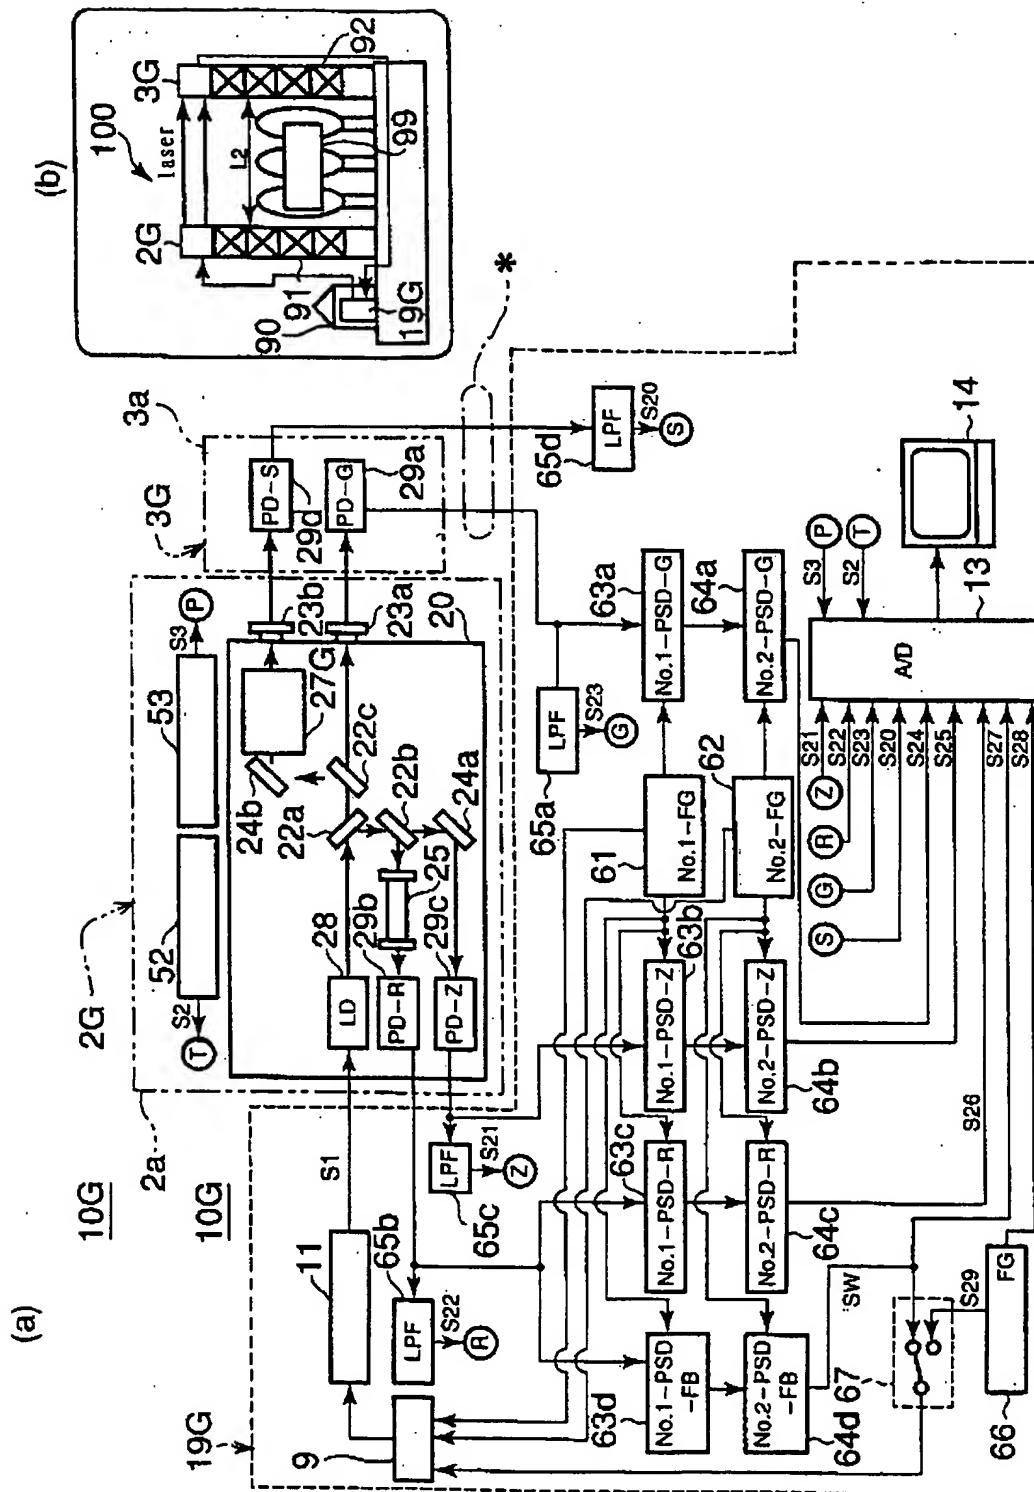 (a)
10G
10G
2G
2a
52
53
S2
T
S3
P
20
LD
28
PD-R
29b
PD-Z
29c
25
22a
22b
22c
24a
24b
27G
23b
23a
3G
3a
PD-S
29d
PD-G
29a
*
(b)
100
laser
2G
3G
92
L2
91
90
19G
99
19G
11
S1
9
65b
LPF
S22
R
LPF
S21
Z
65c
LPF
65d
S20
S
LPF
65a
S23
G
61
No.1-FG
62
No.2-FG
No.1-PSD-G
63a
No.2-PSD-G
64a
No.1-PSD-Z
63b
No.2-PSD-Z
64b
No.1-PSD-R
63c
No.2-PSD-R
64c
No.1-PSD
-FB
63d
No.2-PSD
-FB
64d
SW
S26
67
S29
FG
66
S
G
R
Z
S21
S22
S23
S20
S24
S25
S27
S28
A/D
13
14
S3
P
S2
T